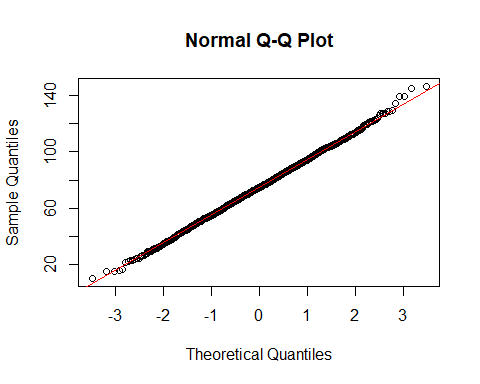 Normal Q-Q Plot
140
100
60
20
Sample Quantiles
-3 -2 -1 0 1 2 3
Theoretical Quantiles